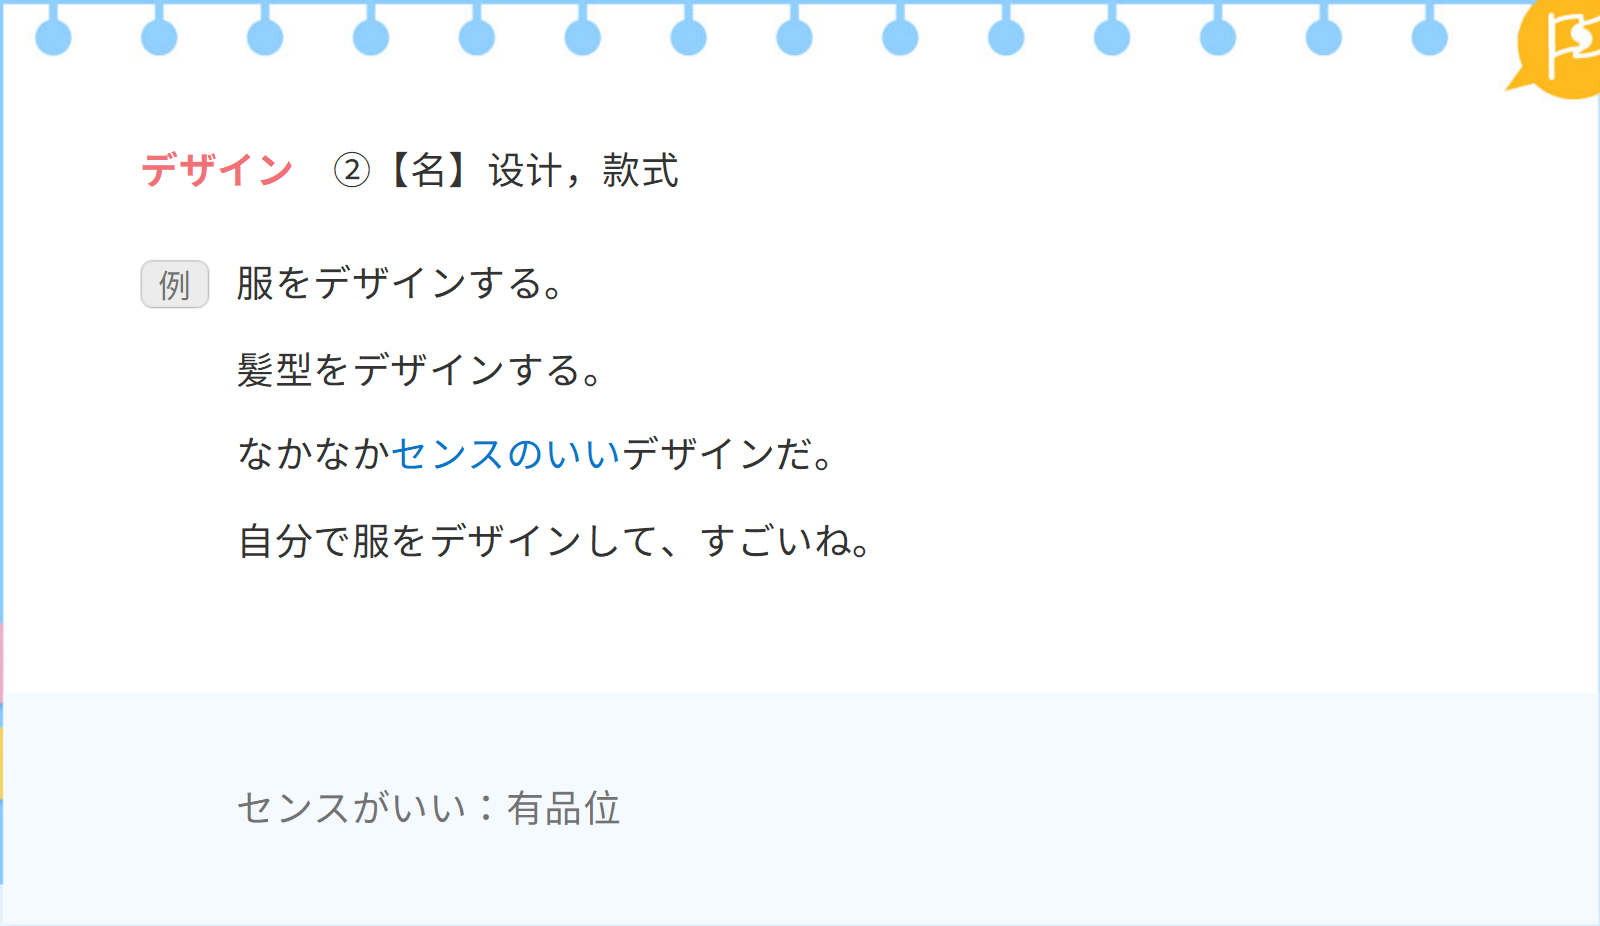 デザイン ②【名】设计，款式
例 服をデザインする。
髪型をデザインする。
なかなかセンスのいいデザインだ。
自分で服をデザインして、すごいね。
センスがいい：有品位